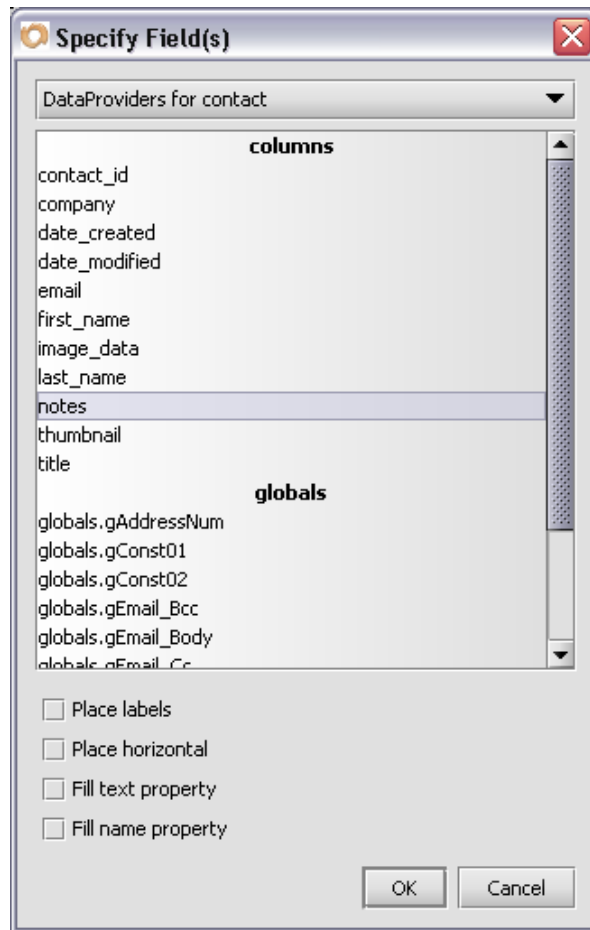 Specify Field(s)
DataProviders for contact
columns
contact_id
company
date_created
date_modified
email
first_name
image_data
last_name
notes
thumbnail
title
globals
globals.gAddressNum
globals.gConst01
globals.gConst02
globals.gEmail_Bcc
globals.gEmail_Body
globals.gEmail_Cc
Place labels
Place horizontal
Fill text property
Fill name property
OK Cancel